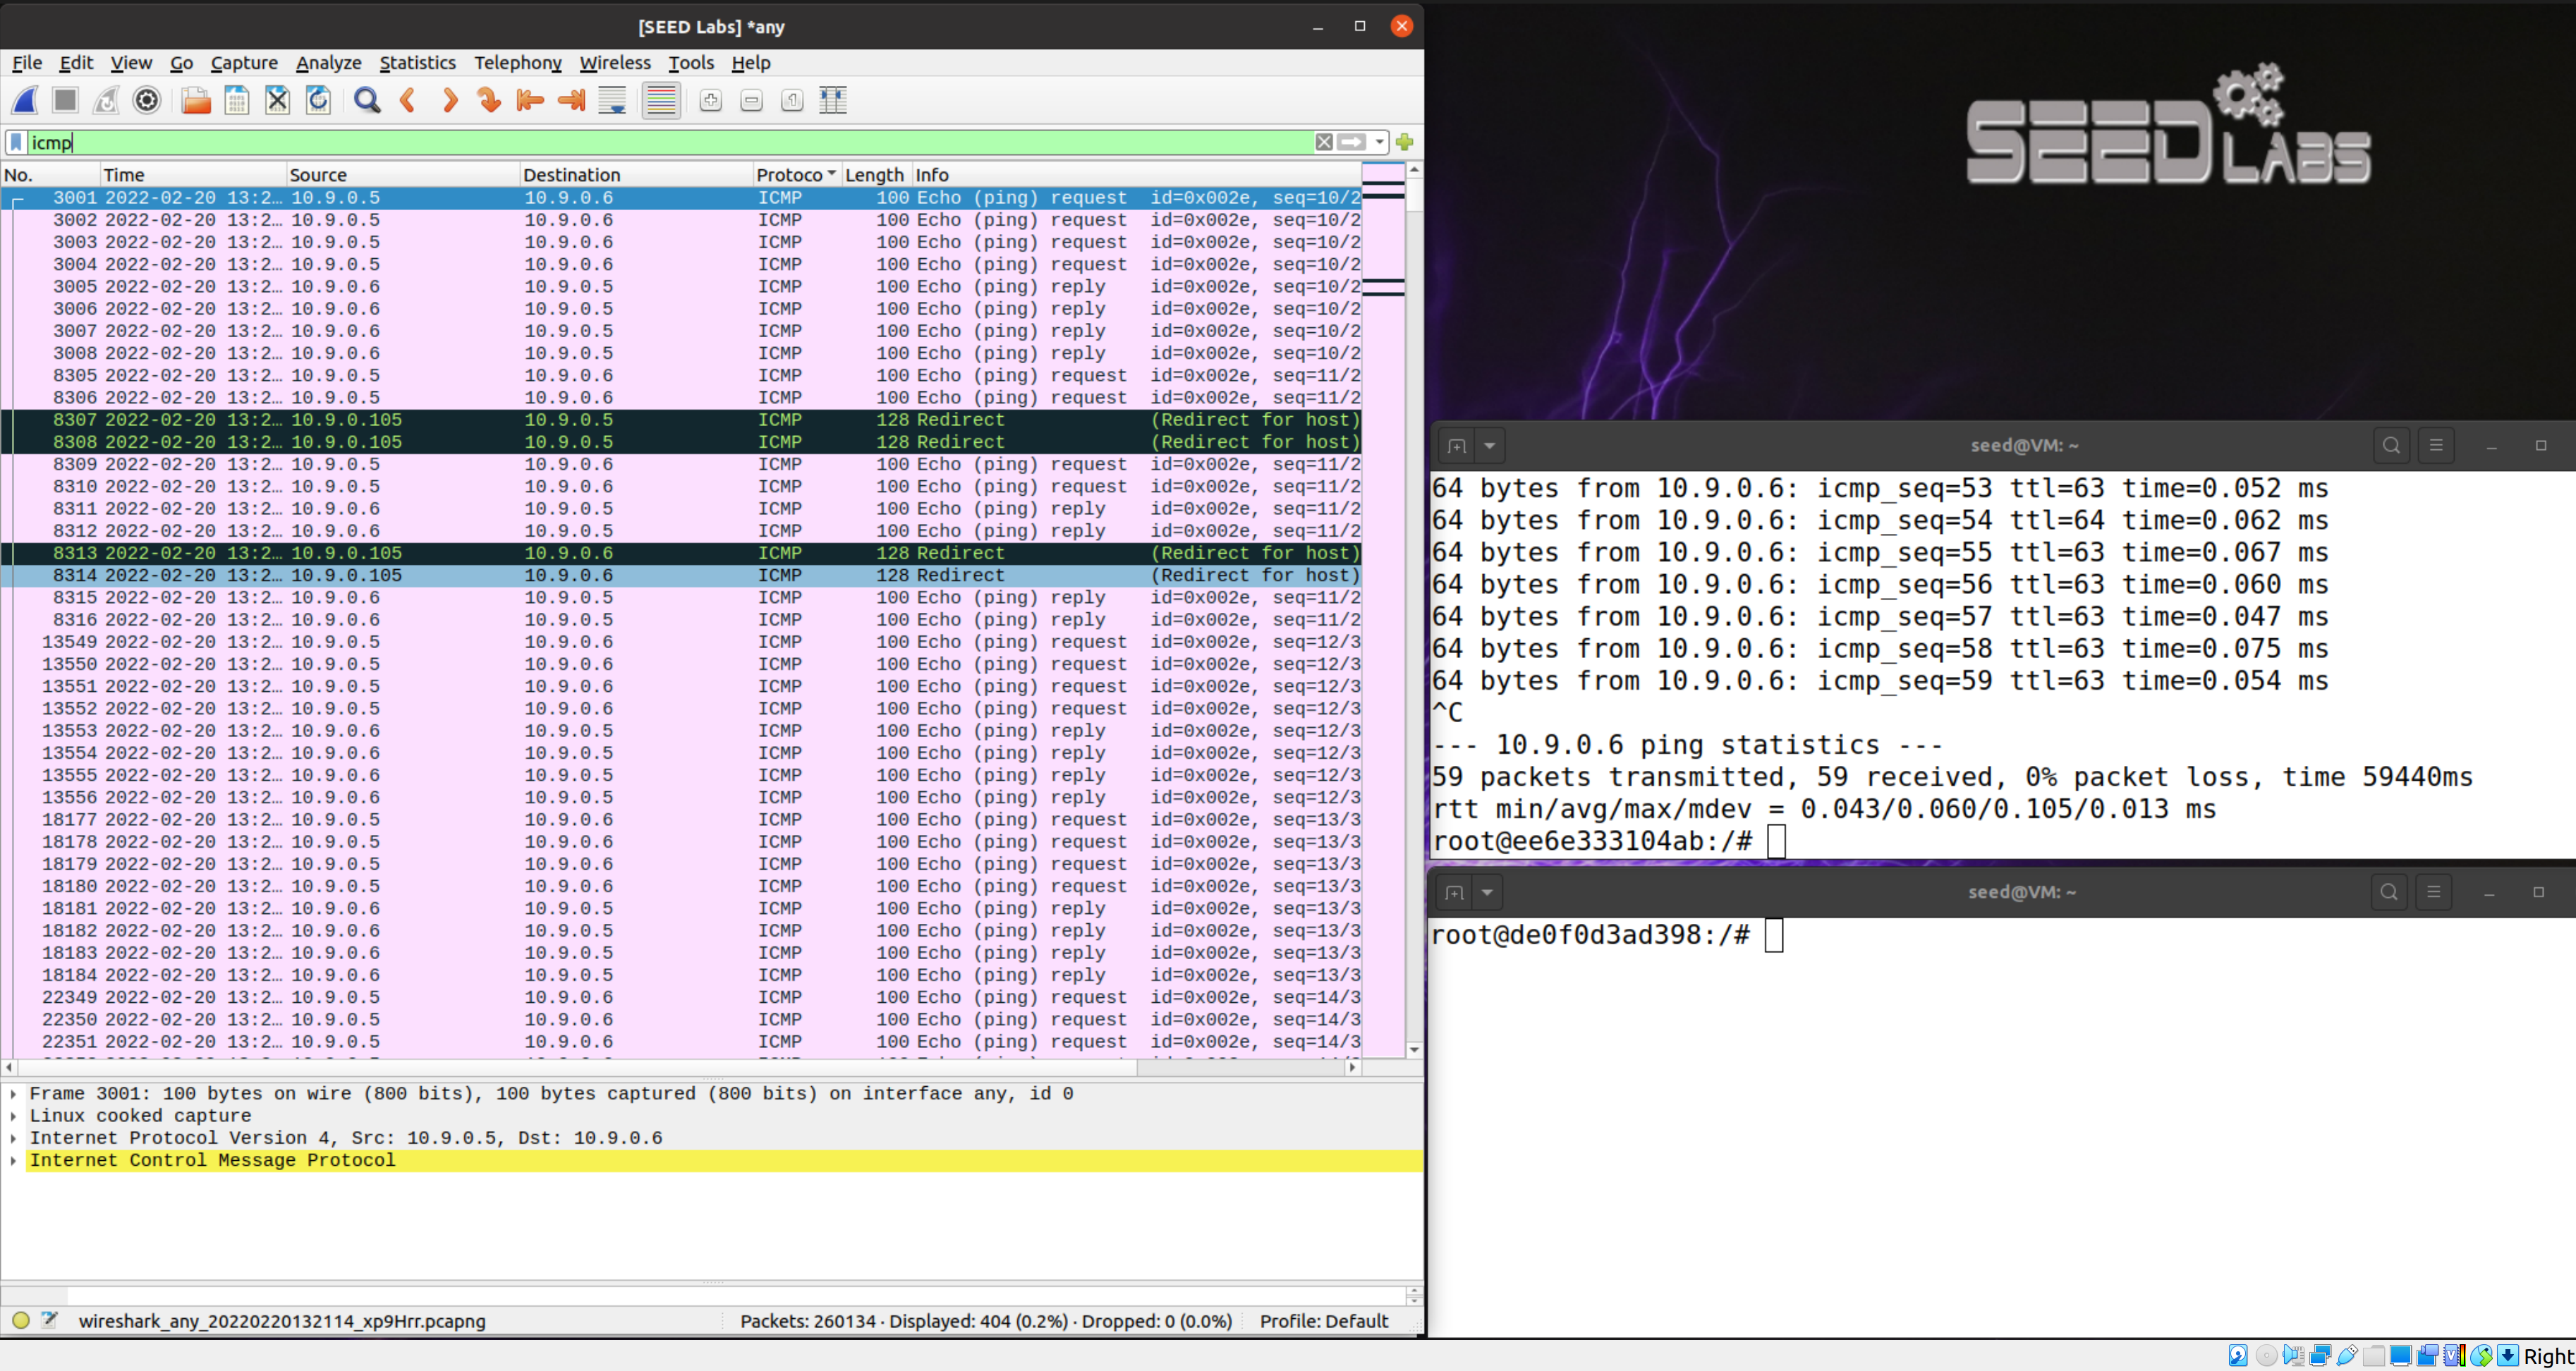 [SEED Labs] *any
File Edit View Go Capture Analyze Statistics Telephony Wireless Tools Help
icmp
No. Time Source Destination Protoco Length Info
3001 2022-02-20 13:2… 10.9.0.5 10.9.0.6 ICMP 100 Echo (ping) request id=0x002e, seq=10/2
3002 2022-02-20 13:2… 10.9.0.5 10.9.0.6 ICMP 100 Echo (ping) request id=0x002e, seq=10/2
3003 2022-02-20 13:2… 10.9.0.5 10.9.0.6 ICMP 100 Echo (ping) request id=0x002e, seq=10/2
3004 2022-02-20 13:2… 10.9.0.5 10.9.0.6 ICMP 100 Echo (ping) request id=0x002e, seq=10/2
3005 2022-02-20 13:2… 10.9.0.6 10.9.0.5 ICMP 100 Echo (ping) reply id=0x002e, seq=10/2
3006 2022-02-20 13:2… 10.9.0.6 10.9.0.5 ICMP 100 Echo (ping) reply id=0x002e, seq=10/2
3007 2022-02-20 13:2… 10.9.0.6 10.9.0.5 ICMP 100 Echo (ping) reply id=0x002e, seq=10/2
3008 2022-02-20 13:2… 10.9.0.6 10.9.0.5 ICMP 100 Echo (ping) reply id=0x002e, seq=10/2
8305 2022-02-20 13:2… 10.9.0.5 10.9.0.6 ICMP 100 Echo (ping) request id=0x002e, seq=11/2
8306 2022-02-20 13:2… 10.9.0.5 10.9.0.6 ICMP 100 Echo (ping) request id=0x002e, seq=11/2
8307 2022-02-20 13:2… 10.9.0.105 10.9.0.5 ICMP 128 Redirect (Redirect for host)
8308 2022-02-20 13:2… 10.9.0.105 10.9.0.5 ICMP 128 Redirect (Redirect for host)
8309 2022-02-20 13:2… 10.9.0.5 10.9.0.6 ICMP 100 Echo (ping) request id=0x002e, seq=11/2
8310 2022-02-20 13:2… 10.9.0.5 10.9.0.6 ICMP 100 Echo (ping) request id=0x002e, seq=11/2
8311 2022-02-20 13:2… 10.9.0.6 10.9.0.5 ICMP 100 Echo (ping) reply id=0x002e, seq=11/2
8312 2022-02-20 13:2… 10.9.0.6 10.9.0.5 ICMP 100 Echo (ping) reply id=0x002e, seq=11/2
8313 2022-02-20 13:2… 10.9.0.105 10.9.0.6 ICMP 128 Redirect (Redirect for host)
8314 2022-02-20 13:2… 10.9.0.105 10.9.0.6 ICMP 128 Redirect (Redirect for host)
8315 2022-02-20 13:2… 10.9.0.6 10.9.0.5 ICMP 100 Echo (ping) reply id=0x002e, seq=11/2
8316 2022-02-20 13:2… 10.9.0.6 10.9.0.5 ICMP 100 Echo (ping) reply id=0x002e, seq=11/2
13549 2022-02-20 13:2… 10.9.0.5 10.9.0.6 ICMP 100 Echo (ping) request id=0x002e, seq=12/3
13550 2022-02-20 13:2… 10.9.0.5 10.9.0.6 ICMP 100 Echo (ping) request id=0x002e, seq=12/3
13551 2022-02-20 13:2… 10.9.0.5 10.9.0.6 ICMP 100 Echo (ping) request id=0x002e, seq=12/3
13552 2022-02-20 13:2… 10.9.0.5 10.9.0.6 ICMP 100 Echo (ping) request id=0x002e, seq=12/3
13553 2022-02-20 13:2… 10.9.0.6 10.9.0.5 ICMP 100 Echo (ping) reply id=0x002e, seq=12/3
13554 2022-02-20 13:2… 10.9.0.6 10.9.0.5 ICMP 100 Echo (ping) reply id=0x002e, seq=12/3
13555 2022-02-20 13:2… 10.9.0.6 10.9.0.5 ICMP 100 Echo (ping) reply id=0x002e, seq=12/3
13556 2022-02-20 13:2… 10.9.0.6 10.9.0.5 ICMP 100 Echo (ping) reply id=0x002e, seq=12/3
18177 2022-02-20 13:2… 10.9.0.5 10.9.0.6 ICMP 100 Echo (ping) request id=0x002e, seq=13/3
18178 2022-02-20 13:2… 10.9.0.5 10.9.0.6 ICMP 100 Echo (ping) request id=0x002e, seq=13/3
18179 2022-02-20 13:2… 10.9.0.5 10.9.0.6 ICMP 100 Echo (ping) request id=0x002e, seq=13/3
18180 2022-02-20 13:2… 10.9.0.5 10.9.0.6 ICMP 100 Echo (ping) request id=0x002e, seq=13/3
18181 2022-02-20 13:2… 10.9.0.6 10.9.0.5 ICMP 100 Echo (ping) reply id=0x002e, seq=13/3
18182 2022-02-20 13:2… 10.9.0.6 10.9.0.5 ICMP 100 Echo (ping) reply id=0x002e, seq=13/3
18183 2022-02-20 13:2… 10.9.0.6 10.9.0.5 ICMP 100 Echo (ping) reply id=0x002e, seq=13/3
18184 2022-02-20 13:2… 10.9.0.6 10.9.0.5 ICMP 100 Echo (ping) reply id=0x002e, seq=13/3
22349 2022-02-20 13:2… 10.9.0.5 10.9.0.6 ICMP 100 Echo (ping) request id=0x002e, seq=14/3
22350 2022-02-20 13:2… 10.9.0.5 10.9.0.6 ICMP 100 Echo (ping) request id=0x002e, seq=14/3
22351 2022-02-20 13:2… 10.9.0.5 10.9.0.6 ICMP 100 Echo (ping) request id=0x002e, seq=14/3
Frame 3001: 100 bytes on wire (800 bits), 100 bytes captured (800 bits) on interface any, id 0
Linux cooked capture
Internet Protocol Version 4, Src: 10.9.0.5, Dst: 10.9.0.6
Internet Control Message Protocol
wireshark_any_20220220132114_xp9Hrr.pcapng Packets: 260134 · Displayed: 404 (0.2%) · Dropped: 0 (0.0%) Profile: Default
SEED LABS
seed@VM: ~
64 bytes from 10.9.0.6: icmp_seq=53 ttl=63 time=0.052 ms
64 bytes from 10.9.0.6: icmp_seq=54 ttl=64 time=0.062 ms
64 bytes from 10.9.0.6: icmp_seq=55 ttl=63 time=0.067 ms
64 bytes from 10.9.0.6: icmp_seq=56 ttl=63 time=0.060 ms
64 bytes from 10.9.0.6: icmp_seq=57 ttl=63 time=0.047 ms
64 bytes from 10.9.0.6: icmp_seq=58 ttl=63 time=0.075 ms
64 bytes from 10.9.0.6: icmp_seq=59 ttl=63 time=0.054 ms
^C
--- 10.9.0.6 ping statistics ---
59 packets transmitted, 59 received, 0% packet loss, time 59440ms
rtt min/avg/max/mdev = 0.043/0.060/0.105/0.013 ms
root@ee6e333104ab:/#
seed@VM: ~
root@de0f0d3ad398:/#
Right